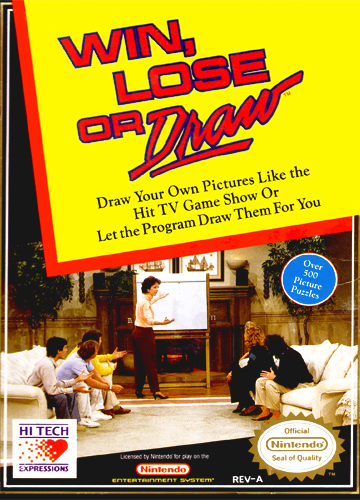 WIN,
LOSE
OR Draw™
Draw Your Own Pictures Like the
Hit TV Game Show Or
Let the Program Draw Them For You
Over
500
Picture
Puzzles
HI TECH
EXPRESSIONS
Licensed by Nintendo for play on the
Nintendo
ENTERTAINMENT SYSTEM®
REV-A
Official
Nintendo
Seal of Quality
™